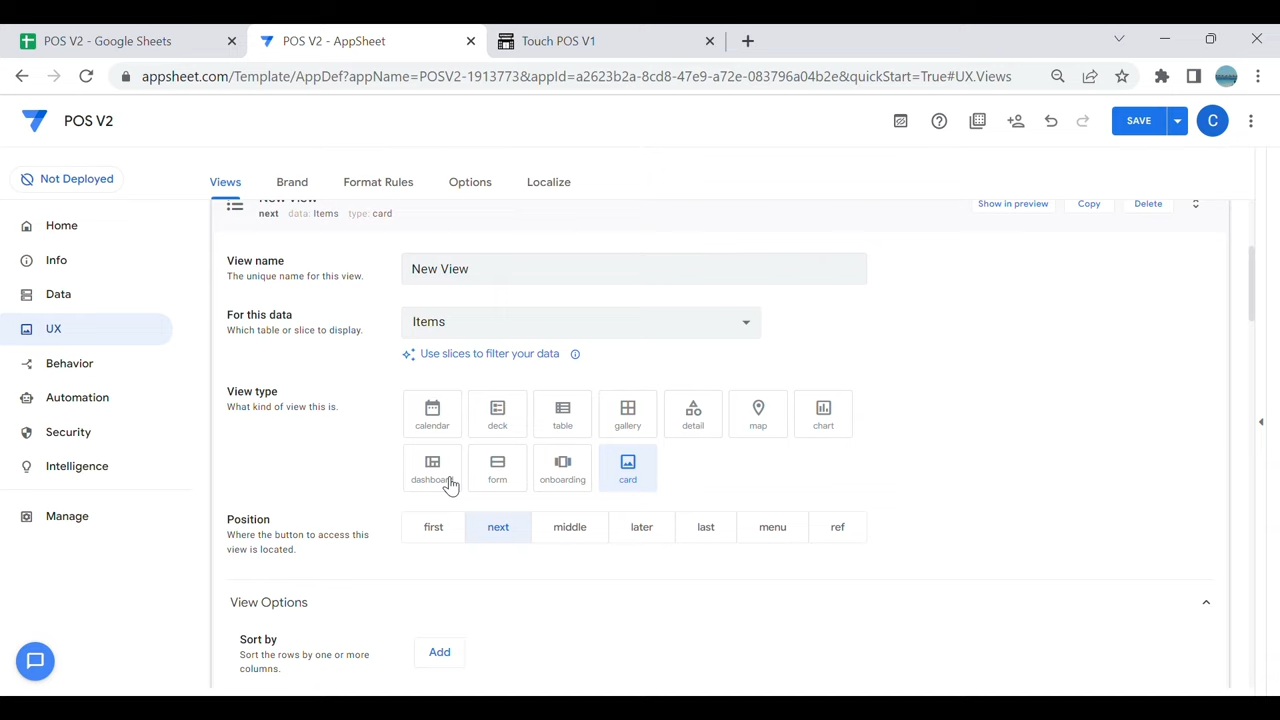 POS V2 - Google Sheets
POS V2 - AppSheet
Touch POS V1
appsheet.com/Template/AppDef?appName=POSV2-1913773&appId=a2623b2a-8cd8-47e9-a72e-083796a04b2e&quickStart=True#UX.Views
POS V2
SAVE
C
Not Deployed
Views
Brand
Format Rules
Options
Localize
Home
Info
Data
UX
Behavior
Automation
Security
Intelligence
Manage
New View
next data: Items type: card
Show in preview
Copy
Delete
View name
The unique name for this view.
New View
For this data
Which table or slice to display.
Items
Use slices to filter your data
View type
What kind of view this is.
calendar
deck
table
gallery
detail
map
chart
dashboard
form
onboarding
card
Position
Where the button to access this
view is located.
first
next
middle
later
last
menu
ref
View Options
Sort by
Sort the rows by one or more
columns.
Add